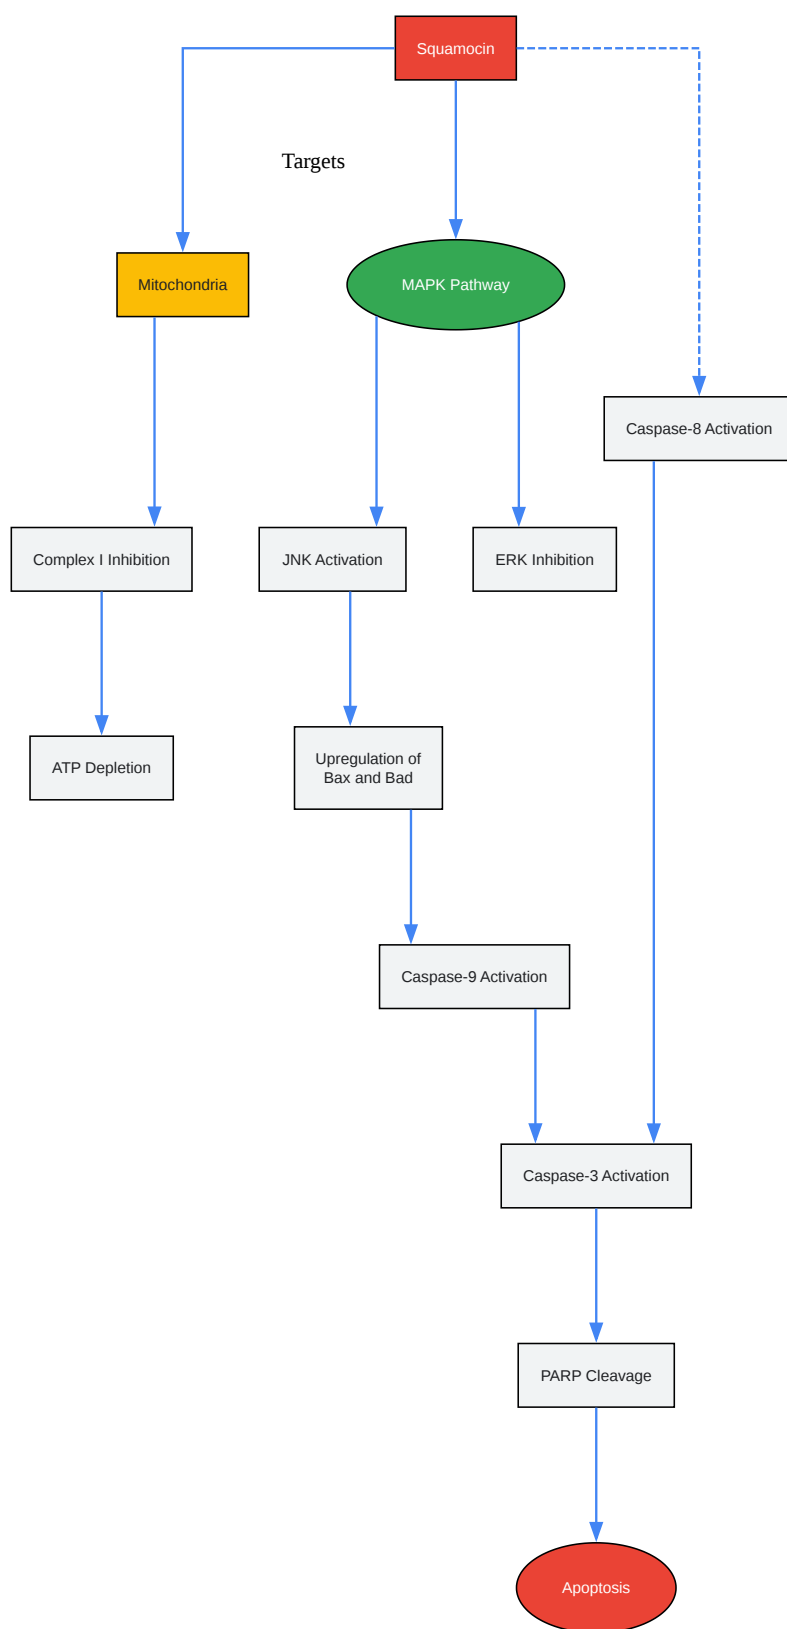 Squamocin
Targets
Mitochondria
MAPK Pathway
Caspase-8 Activation
Complex I Inhibition
JNK Activation
ERK Inhibition
Upregulation of
Bax and Bad
ATP Depletion
Caspase-9 Activation
Caspase-3 Activation
PARP Cleavage
Apoptosis